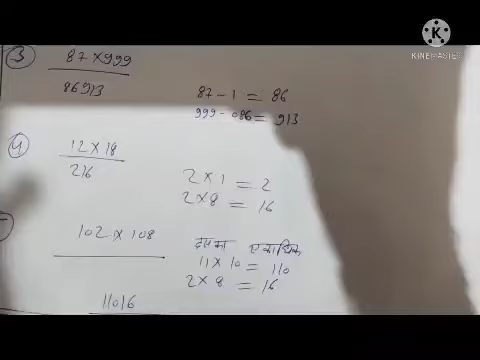 KINEMASTER
3 87 × 999
86913
87 - 1 = 86
999 - 086 = 913
4 12 × 18
216
2 × 1 = 2
2 × 8 = 16
102 × 108
एकाधिक
11 × 10 = 110
2 × 8 = 16
11016